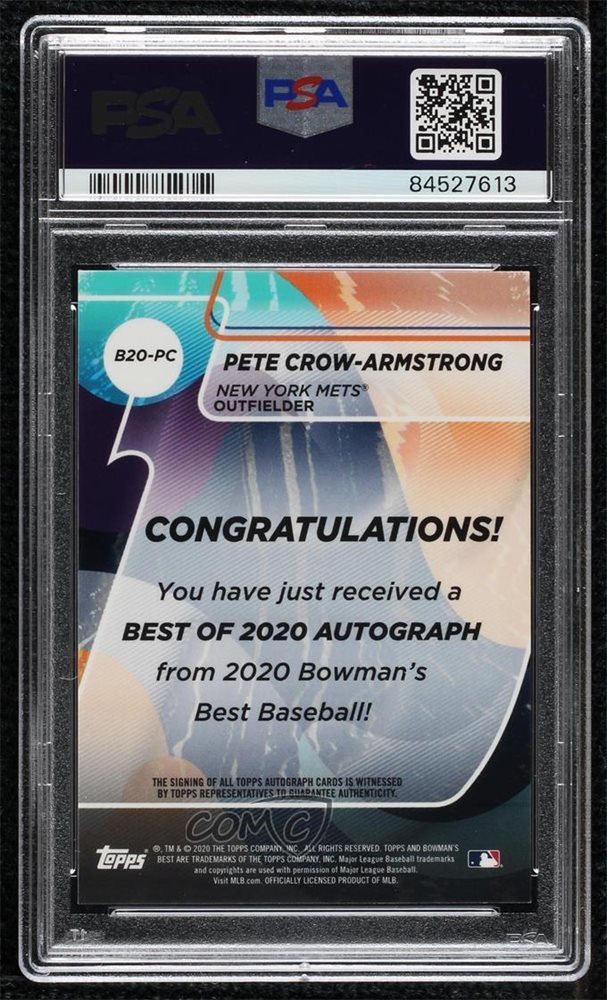 PSA
PSA
84527613
B20-PC
PETE CROW-ARMSTRONG
NEW YORK METS®
OUTFIELDER
CONGRATULATIONS!
You have just received a
BEST OF 2020 AUTOGRAPH
from 2020 Bowman's
Best Baseball!
THE SIGNING OF ALL TOPPS AUTOGRAPH CARDS IS WITNESSED
BY TOPPS REPRESENTATIVES TO GUARANTEE AUTHENTICITY.
COMC
topps
®, TM & © 2020 THE TOPPS COMPANY, INC. ALL RIGHTS RESERVED. TOPPS AND BOWMAN'S
BEST ARE TRADEMARKS OF THE TOPPS COMPANY, INC. Major League Baseball trademarks
and copyrights are used with permission of Major League Baseball.
Visit MLB.com. OFFICIALLY LICENSED PRODUCT OF MLB.
PSA